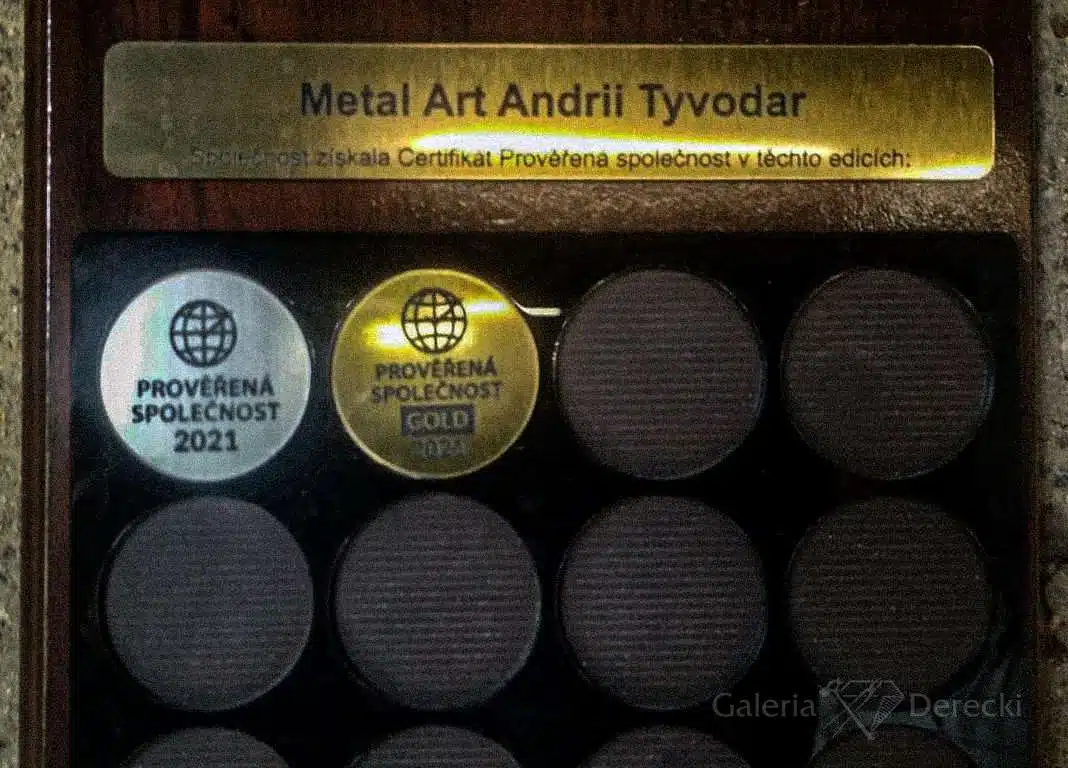 Metal Art Andrii Tyvodar
Společnost získala Certifikát Prověřená společnost v těchto edicích:
PROVĚŘENÁ
SPOLEČNOST
2021
PROVĚŘENÁ
SPOLEČNOST
GOLD
Galeria Derecki